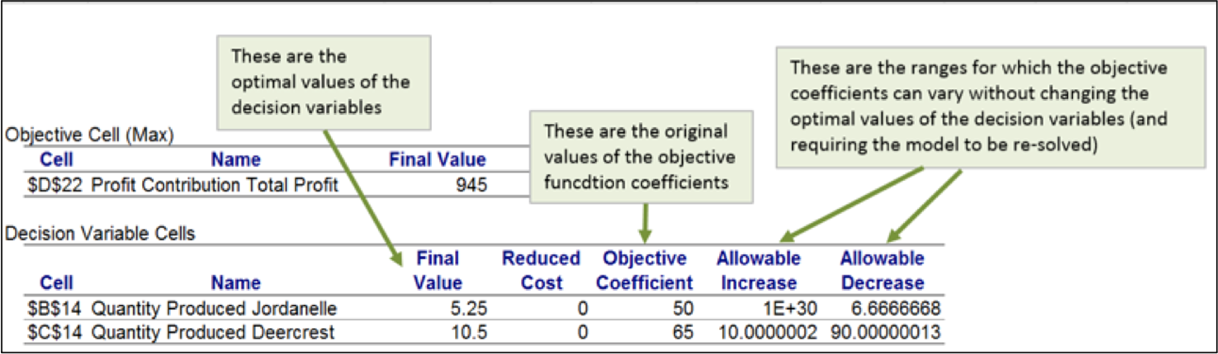 These are the
optimal values of the
decision variables
These are the original
values of the objective
funcdtion coefficients
These are the ranges for which the objective
coefficients can vary without changing the
optimal values of the decision variables (and
requiring the model to be re-solved)
Objective Cell (Max)
Cell Name Final Value
$D$22 Profit Contribution Total Profit 945
Decision Variable Cells
Final Reduced Objective Allowable Allowable
Cell Name Value Cost Coefficient Increase Decrease
$B$14 Quantity Produced Jordanelle 5.25 0 50 1E+30 6.6666668
$C$14 Quantity Produced Deercrest 10.5 0 65 10.0000002 90.00000013